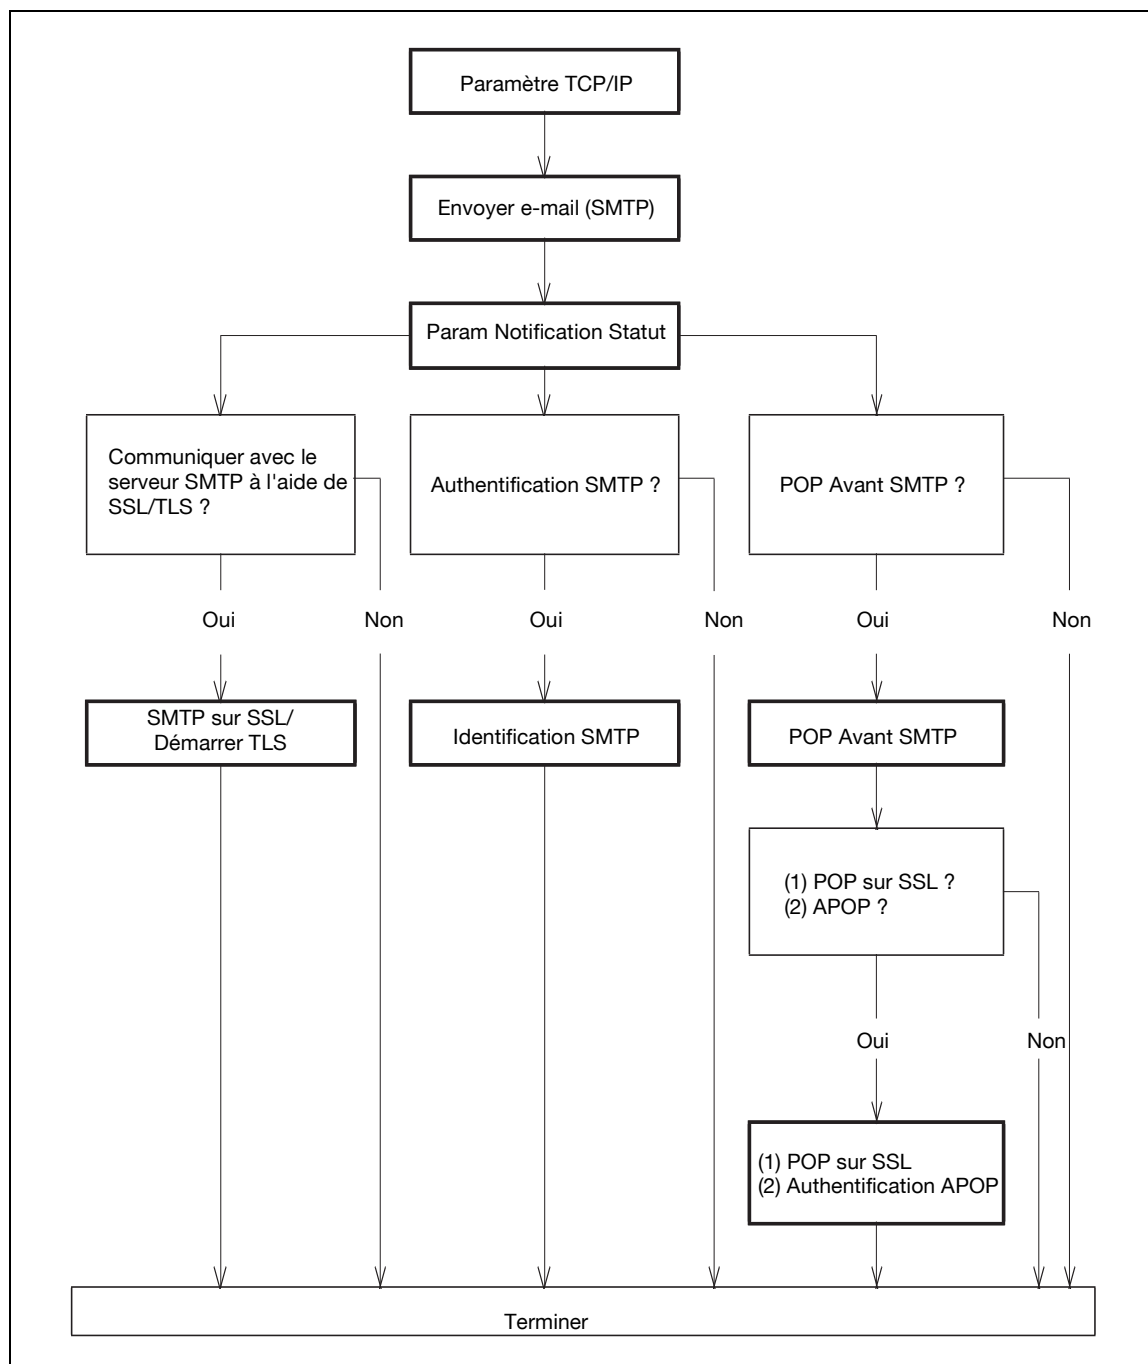 Paramètre TCP/IP
Envoyer e-mail (SMTP)
Param Notification Statut
Communiquer avec le
serveur SMTP à l'aide de
SSL/TLS ?
Authentification SMTP ?
POP Avant SMTP ?
Oui
Non
Oui
Non
Oui
Non
SMTP sur SSL/
Démarrer TLS
Identification SMTP
POP Avant SMTP
(1) POP sur SSL ?
(2) APOP ?
Oui
Non
(1) POP sur SSL
(2) Authentification APOP
Terminer